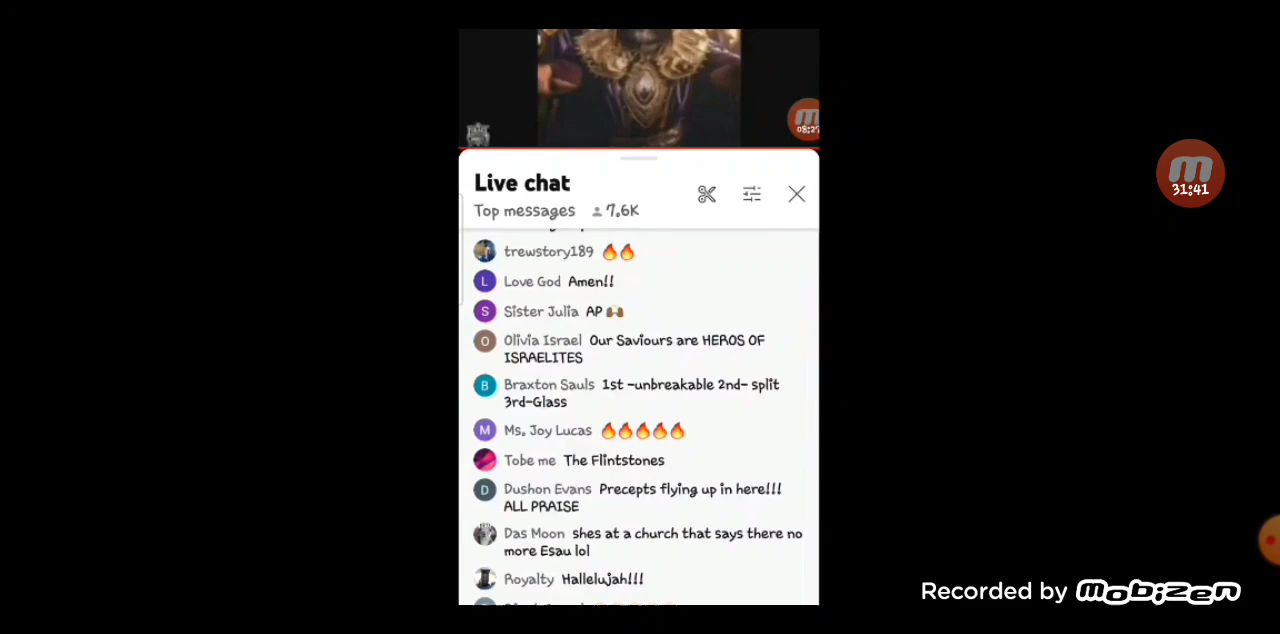 08:27
Live chat
Top messages 7.6K
31:41
trewstory189 🔥🔥
L Love God Amen!!
S Sister Julia AP 🙌🏾
O Olivia Israel Our Saviours are HEROS OF
ISRAELITES
B Braxton Sauls 1st -unbreakable 2nd- split
3rd-Glass
M Ms. Joy Lucas 🔥🔥🔥🔥🔥
Tobe me The Flintstones
D Dushon Evans Precepts flying up in here!!!
ALL PRAISE
Das Moon shes at a church that says there no
more Esau lol
Royalty Hallelujah!!!
Recorded by mobizen